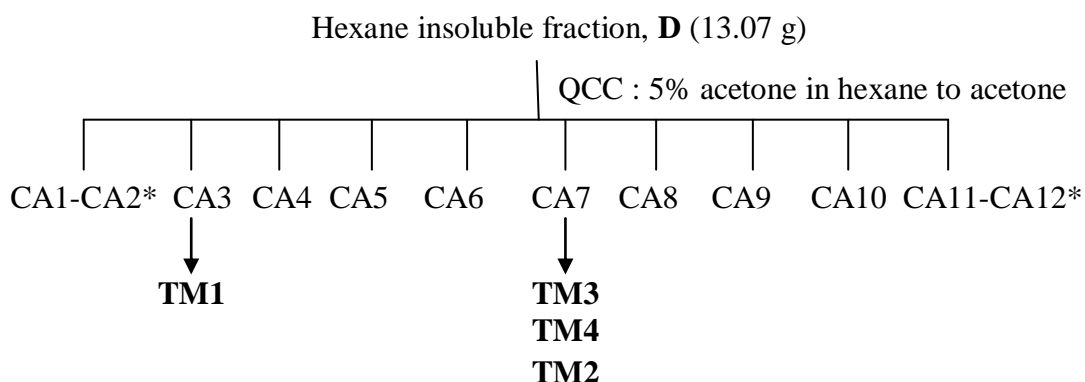 Hexane insoluble fraction, D (13.07 g)
QCC : 5% acetone in hexane to acetone
CA1-CA2* CA3 CA4 CA5 CA6 CA7 CA8 CA9 CA10 CA11-CA12*
TM1 TM3
TM4
TM2